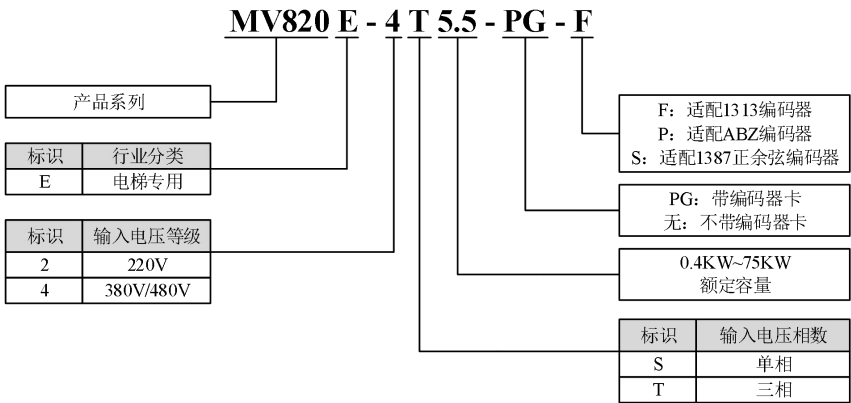 MV820E-4T5.5-PG-F
产品系列
标识 行业分类
E 电梯专用
标识 输入电压等级
2 220V
4 380V/480V
F：适配1313编码器
P：适配ABZ编码器
S：适配1387正余弦编码器
PG：带编码器卡
无：不带编码器卡
0.4KW~75KW
额定容量
标识 输入电压相数
S 单相
T 三相